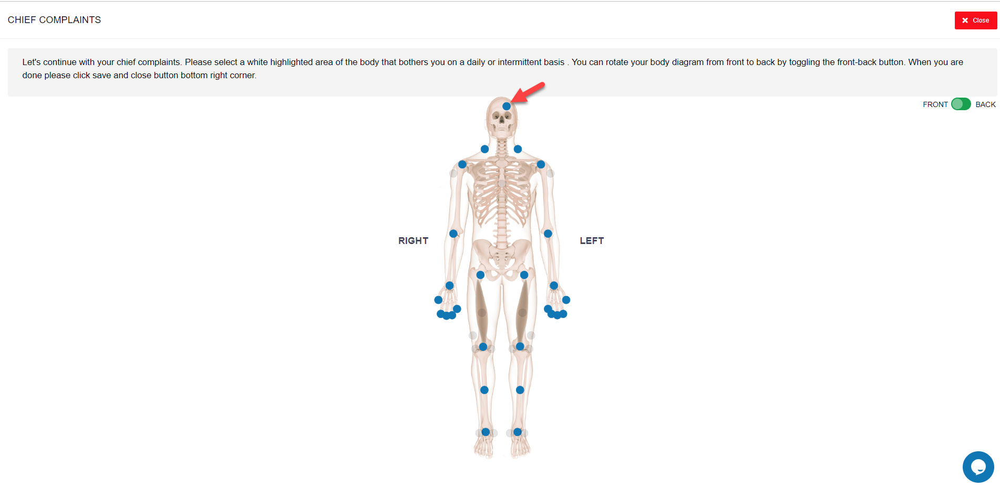 CHIEF COMPLAINTS
Close
Let's continue with your chief complaints. Please select a white highlighted area of the body that bothers you on a daily or intermittent basis . You can rotate your body diagram from front to back by toggling the front-back button. When you are
done please click save and close button bottom right corner.
FRONT BACK
RIGHT LEFT